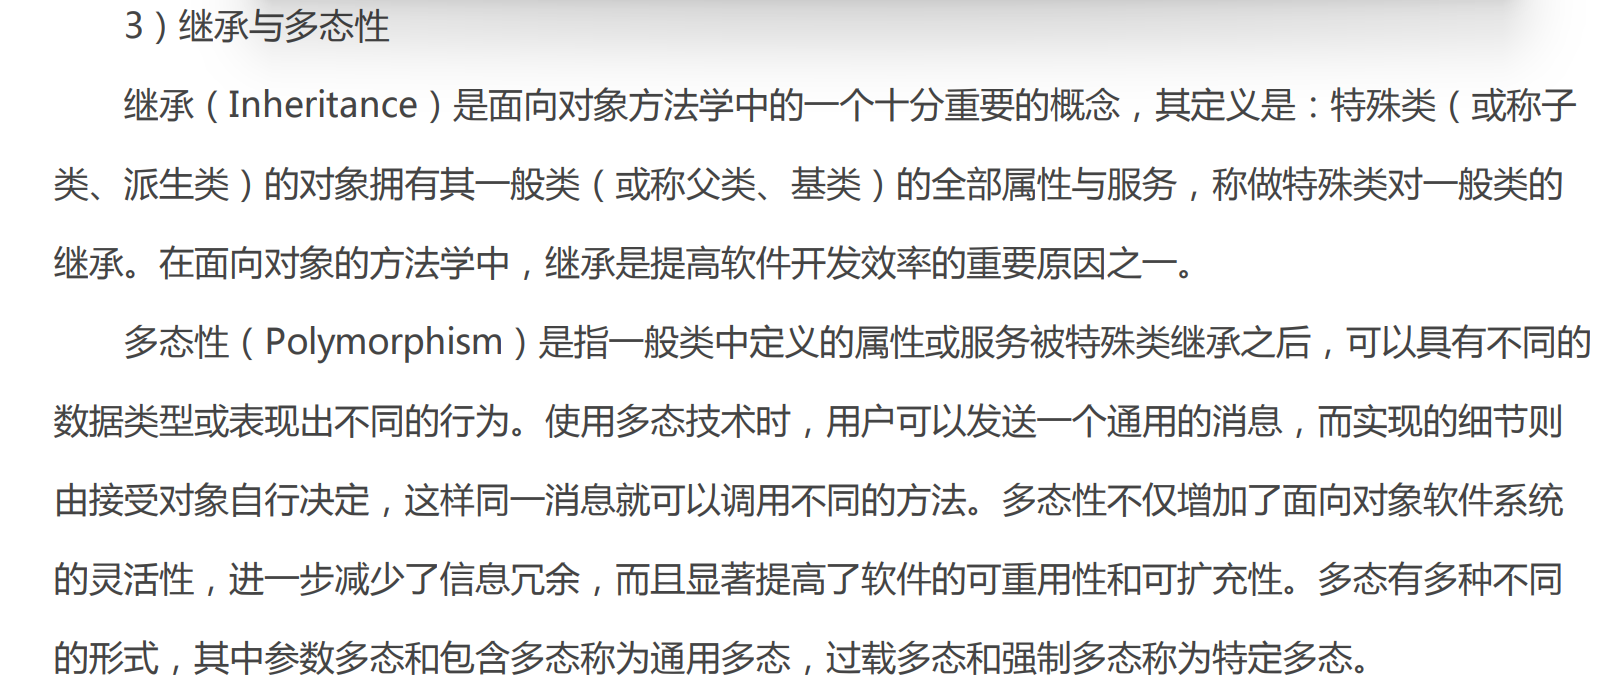 3）继承与多态性
继承（Inheritance）是面向对象方法学中的一个十分重要的概念，其定义是：特殊类（或称子
类、派生类）的对象拥有其一般类（或称父类、基类）的全部属性与服务，称做特殊类对一般类的
继承。在面向对象的方法学中，继承是提高软件开发效率的重要原因之一。
多态性（Polymorphism）是指一般类中定义的属性或服务被特殊类继承之后，可以具有不同的
数据类型或表现出不同的行为。使用多态技术时，用户可以发送一个通用的消息，而实现的细节则
由接受对象自行决定，这样同一消息就可以调用不同的方法。多态性不仅增加了面向对象软件系统
的灵活性，进一步减少了信息冗余，而且显著提高了软件的可重用性和可扩充性。多态有多种不同
的形式，其中参数多态和包含多态称为通用多态，过载多态和强制多态称为特定多态。